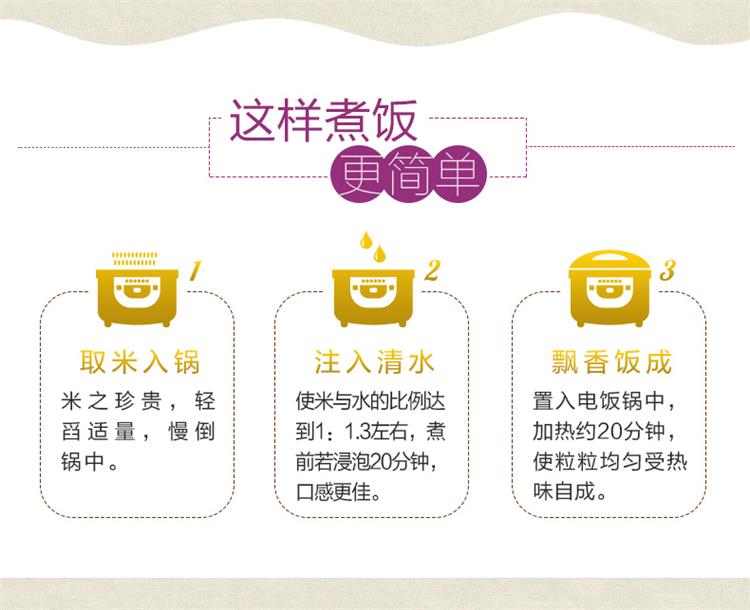 这样煮饭
更简单
1
取米入锅
米之珍贵，轻
舀适量，慢倒
锅中。
2
注入清水
使米与水的比例达
到1：1.3左右，煮
前若浸泡20分钟，
口感更佳。
3
飘香饭成
置入电饭锅中，
加热约20分钟，
使粒粒均匀受热
味自成。